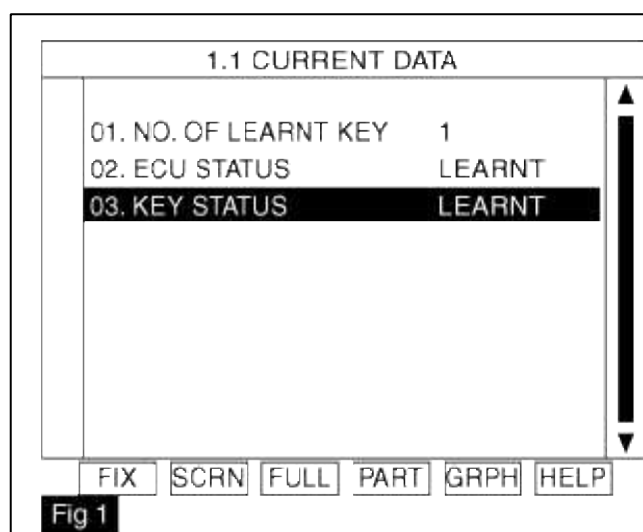 1.1 CURRENT DATA
01. NO. OF LEARNT KEY 1
02. ECU STATUS LEARNT
03. KEY STATUS LEARNT
FIX SCRN FULL PART GRPH HELP
Fig 1